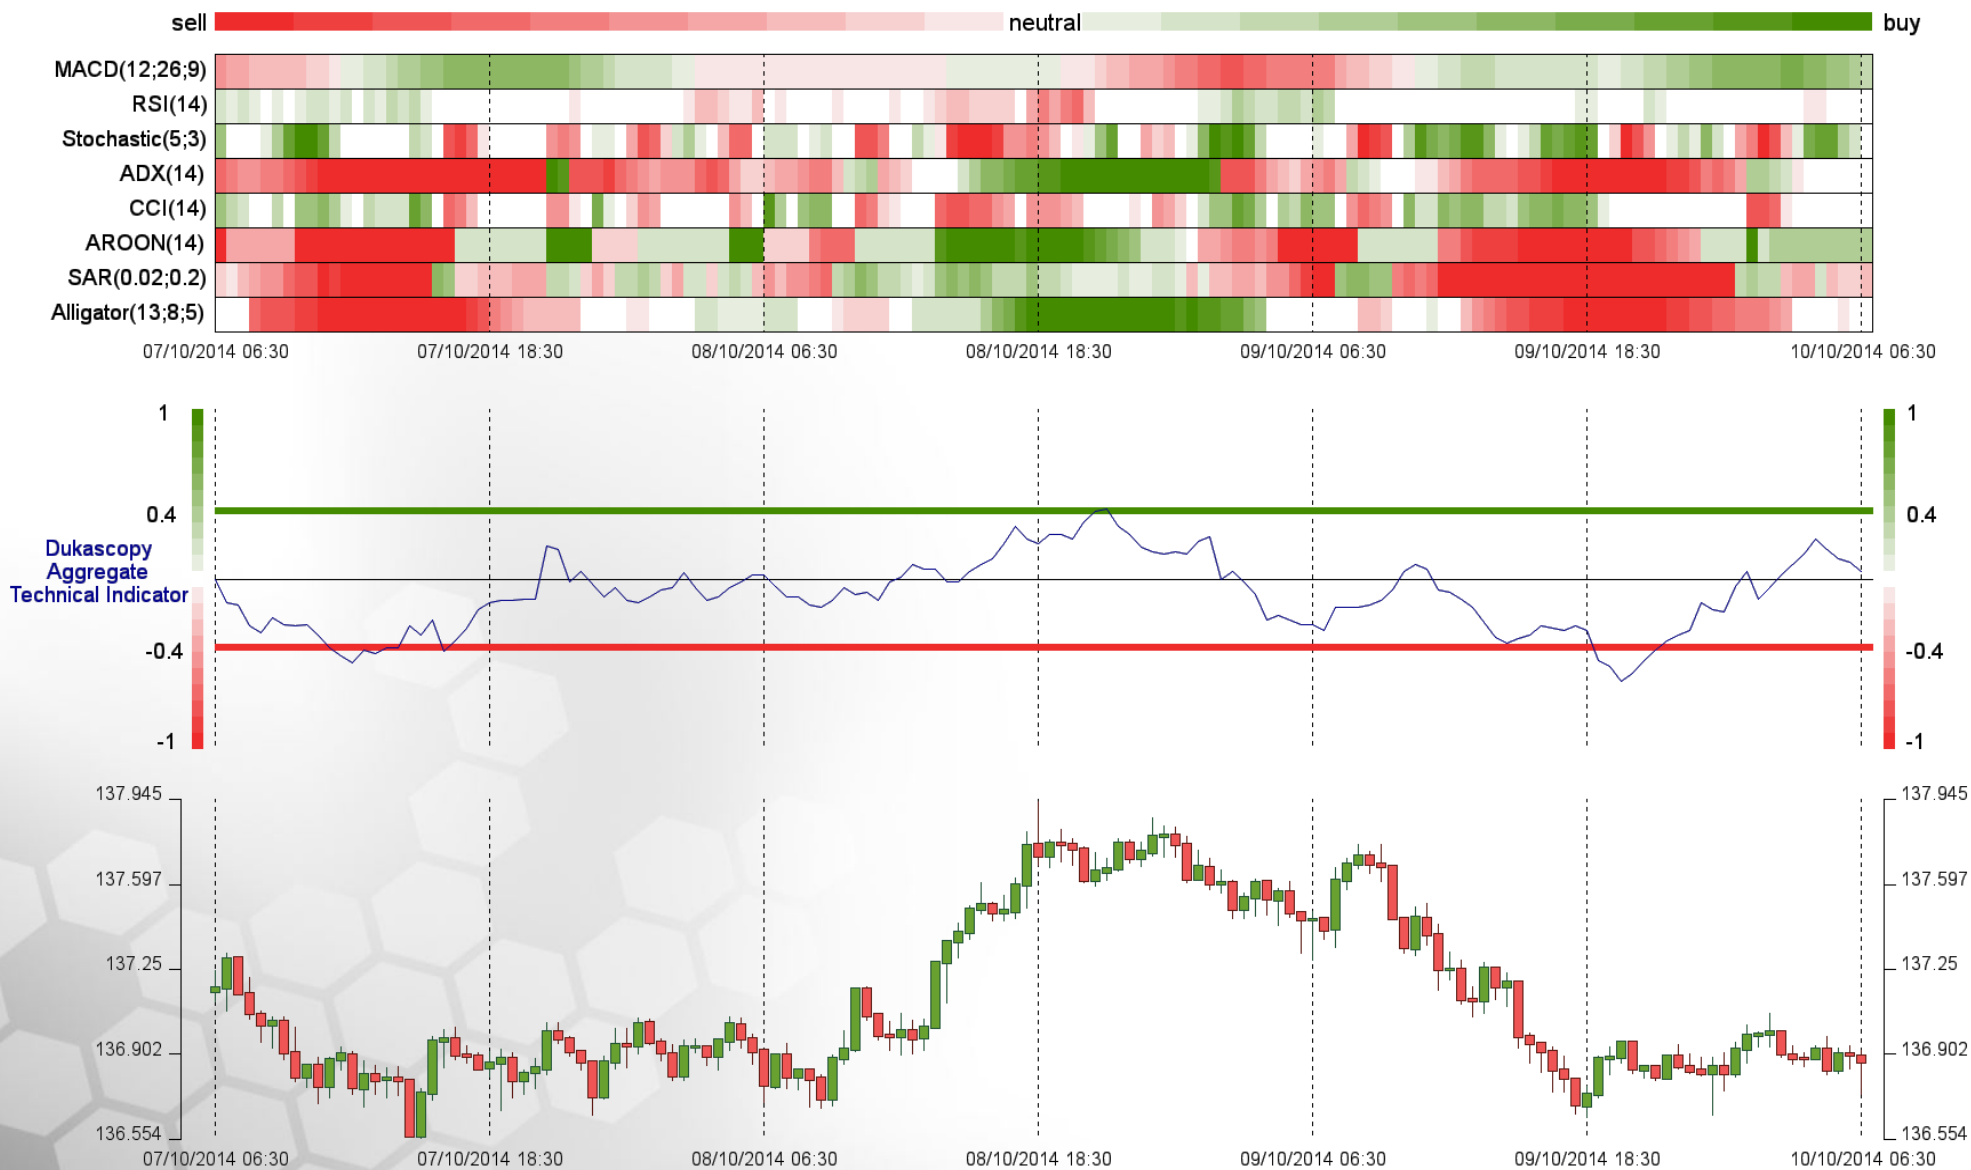 sell neutral buy
MACD(12;26;9)
RSI(14)
Stochastic(5;3)
ADX(14)
CCI(14)
AROON(14)
SAR(0.02;0.2)
Alligator(13;8;5)
07/10/2014 06:30 07/10/2014 18:30 08/10/2014 06:30 08/10/2014 18:30 09/10/2014 06:30 09/10/2014 18:30 10/10/2014 06:30
1 1
0.4 0.4
Dukascopy
Aggregate
Technical Indicator
-0.4 -0.4
-1 -1
137.945 137.945
137.597 137.597
137.25 137.25
136.902 136.902
136.554 136.554
07/10/2014 06:30 07/10/2014 18:30 08/10/2014 06:30 08/10/2014 18:30 09/10/2014 06:30 09/10/2014 18:30 10/10/2014 06:30